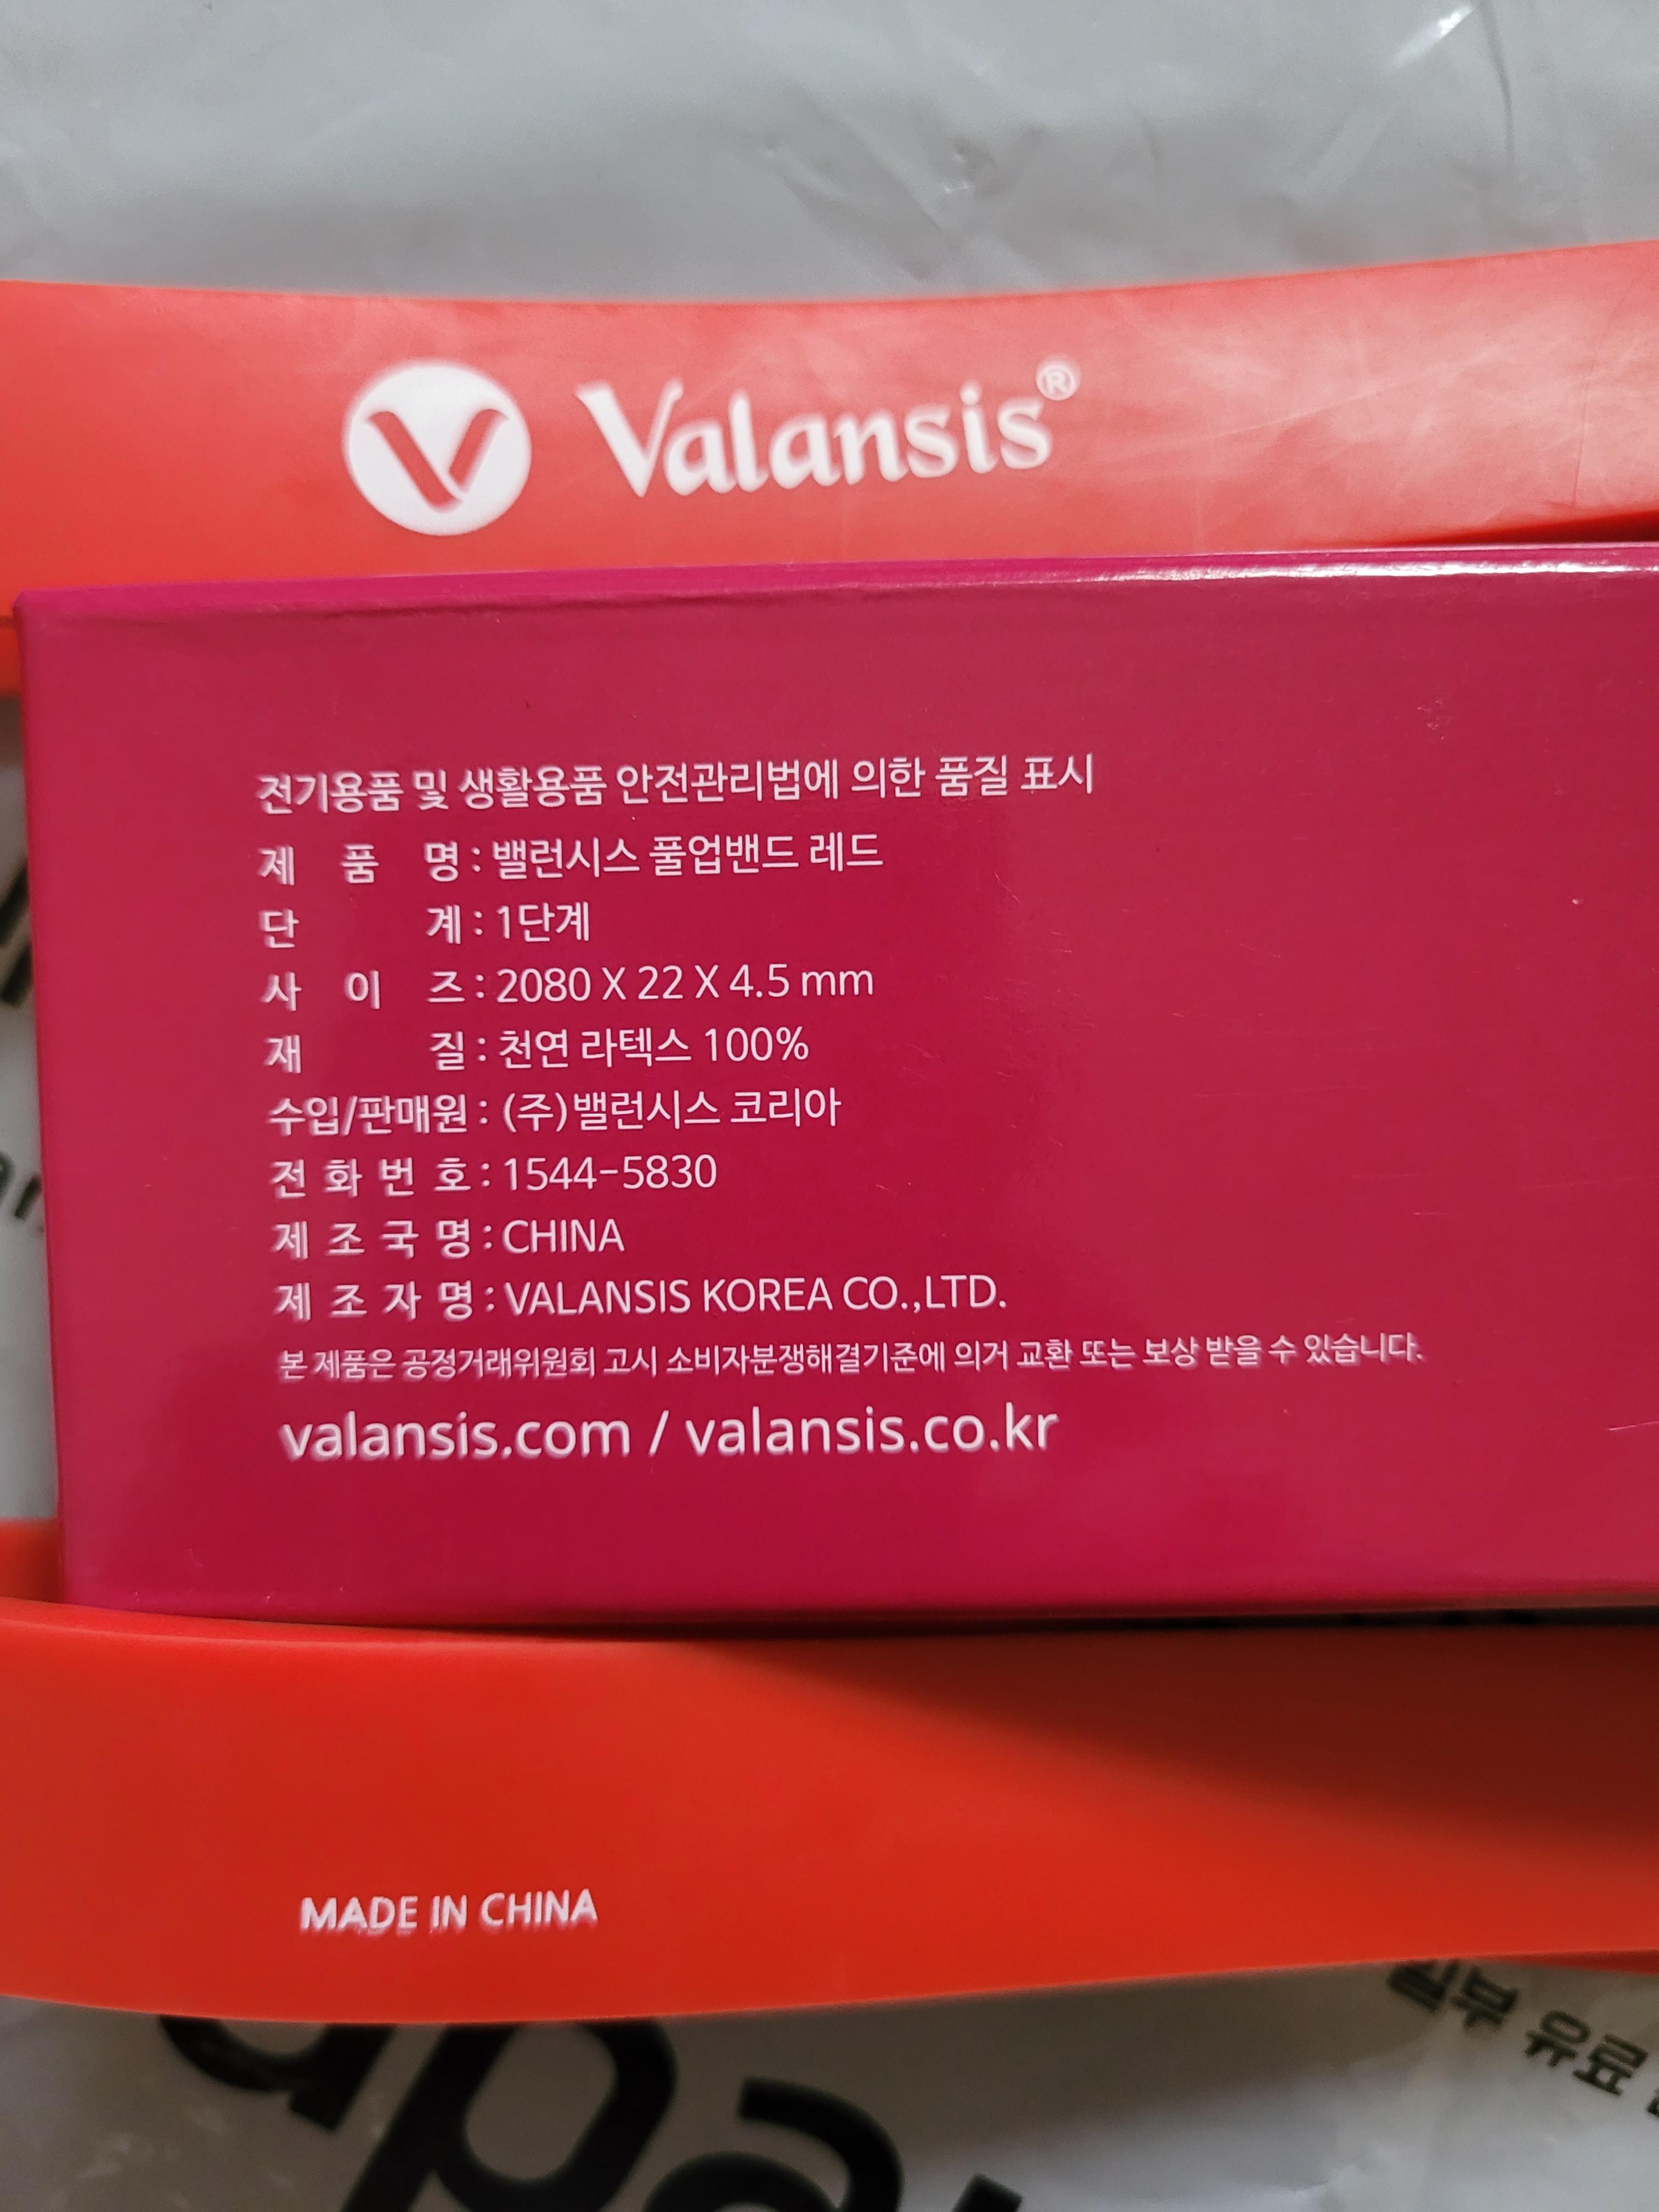 Valansis®
전기용품 및 생활용품 안전관리법에 의한 품질 표시
제 품 명 : 밸런시스 풀업밴드 레드
단 계 : 1단계
사 이 즈 : 2080 X 22 X 4.5 mm
재 질 : 천연 라텍스 100%
수입/판매원 : (주)밸런시스 코리아
전 화 번 호 : 1544-5830
제 조 국 명 : CHINA
제 조 자 명 : VALANSIS KOREA CO.,LTD.
본 제품은 공정거래위원회 고시 소비자분쟁해결기준에 의거 교환 또는 보상 받을 수 있습니다.
valansis.com / valansis.co.kr
MADE IN CHINA